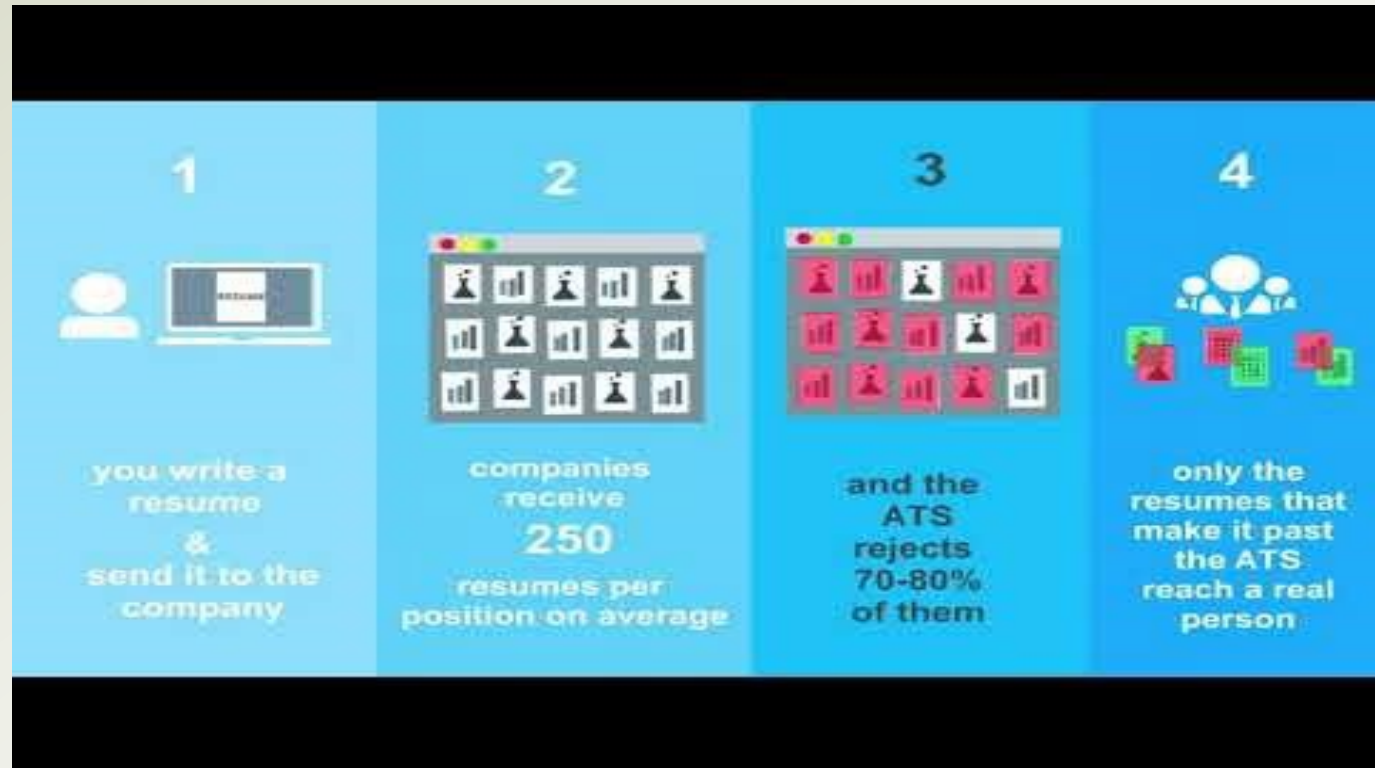 1
you write a
resume
&
send it to the
company
2
companies
receive
250
resumes per
position on average
3
and the
ATS
rejects
70-80%
of them
4
only the
resumes that
make it past
the ATS
reach a real
person